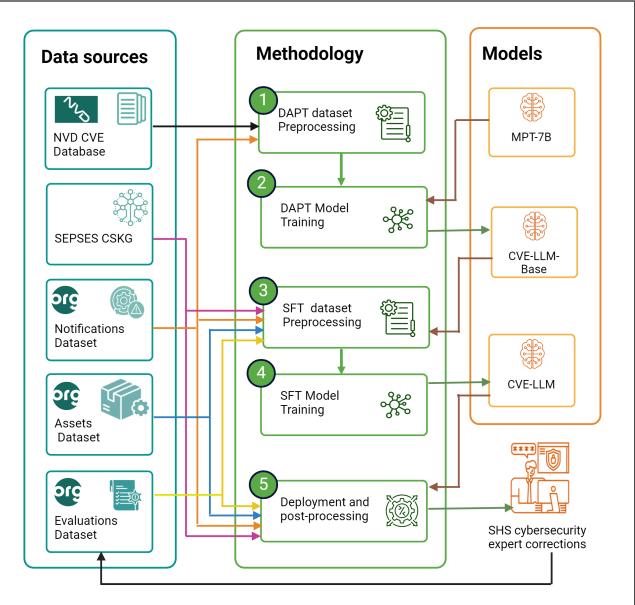 Data sources
NVD CVE
Database
SEPSES CSKG
org
Notifications
Dataset
org
Assets
Dataset
org
Evaluations
Dataset
Methodology
1
DAPT dataset
Preprocessing
2
DAPT Model
Training
3
SFT dataset
Preprocessing
4
SFT Model
Training
5
Deployment and
post-processing
Models
MPT-7B
CVE-LLM-
Base
CVE-LLM
****
SHS cybersecurity
expert corrections